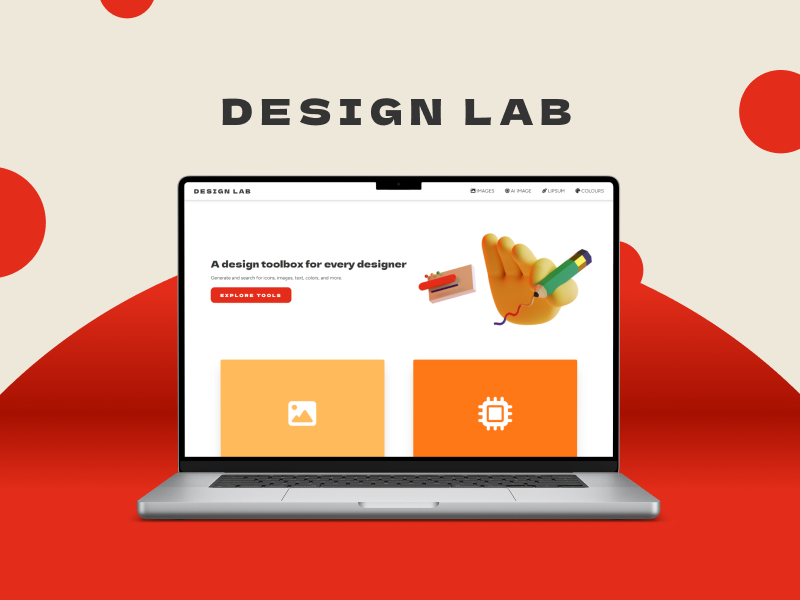 DESIGN LAB
DESIGN LAB IMAGES AI IMAGE LIPSUM COLOURS
A design toolbox for every designer
Generate and search for icons, images, text, colors, and more.
EXPLORE TOOLS